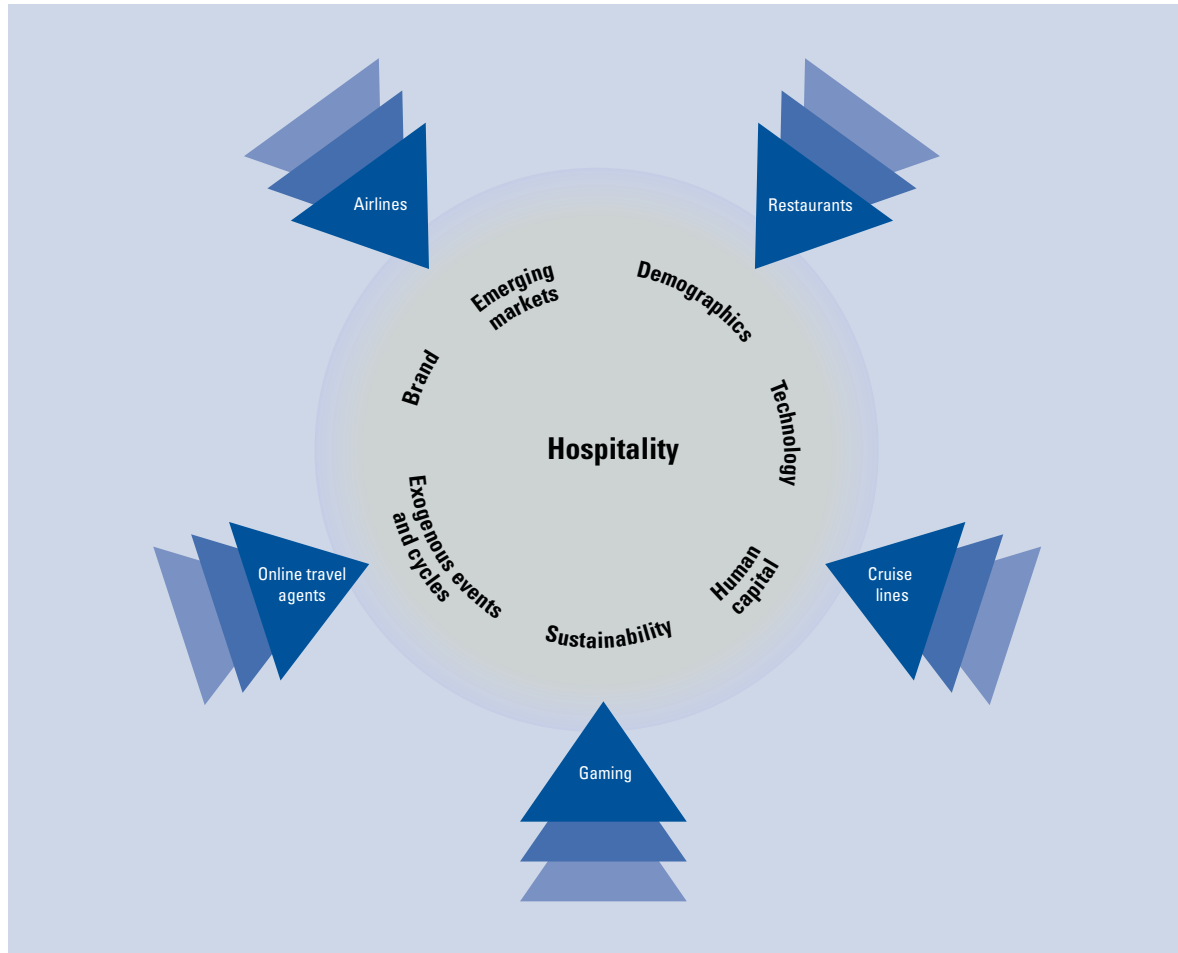 Airlines
Restaurants
Emerging
markets
Demographics
Brand
Technology
Hospitality
Exogenous events
and cycles
Human
capital
Sustainability
Online travel
agents
Cruise
lines
Gaming